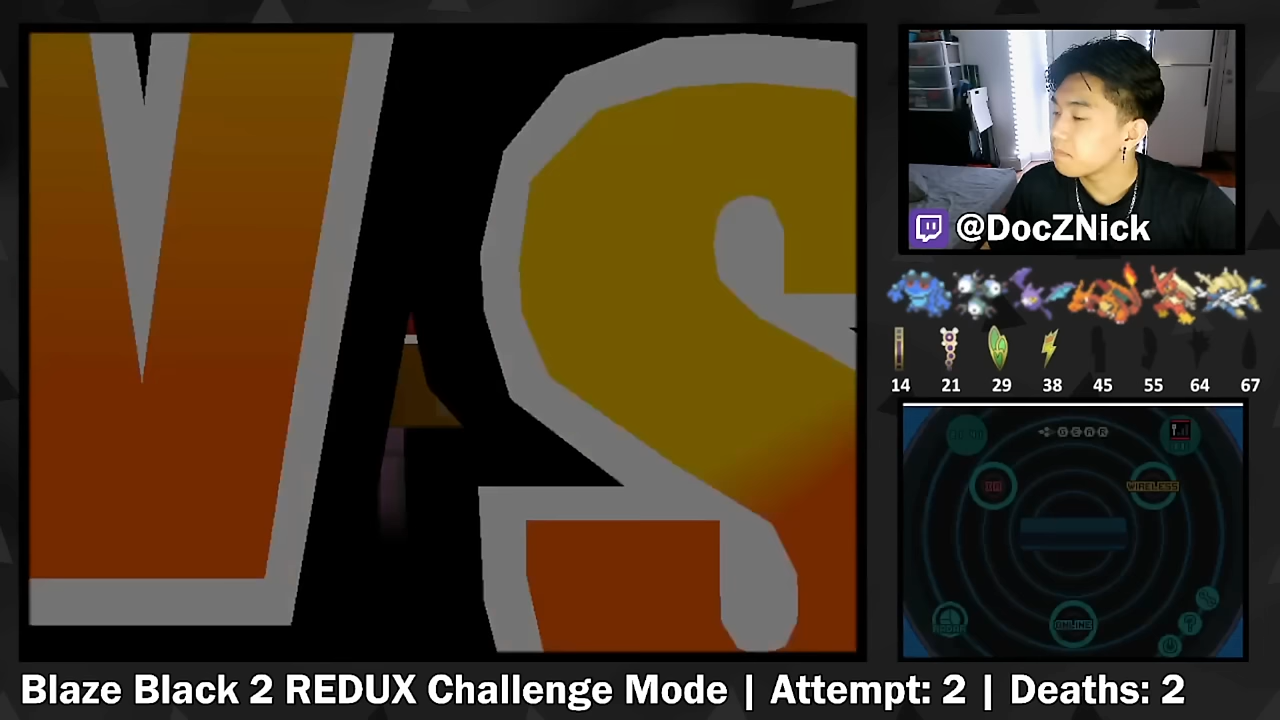 VS
@DocZNick
14 21 29 38 45 55 64 67
GEAR
WIRELESS
ONLINE
Blaze Black 2 REDUX Challenge Mode | Attempt: 2 | Deaths: 2